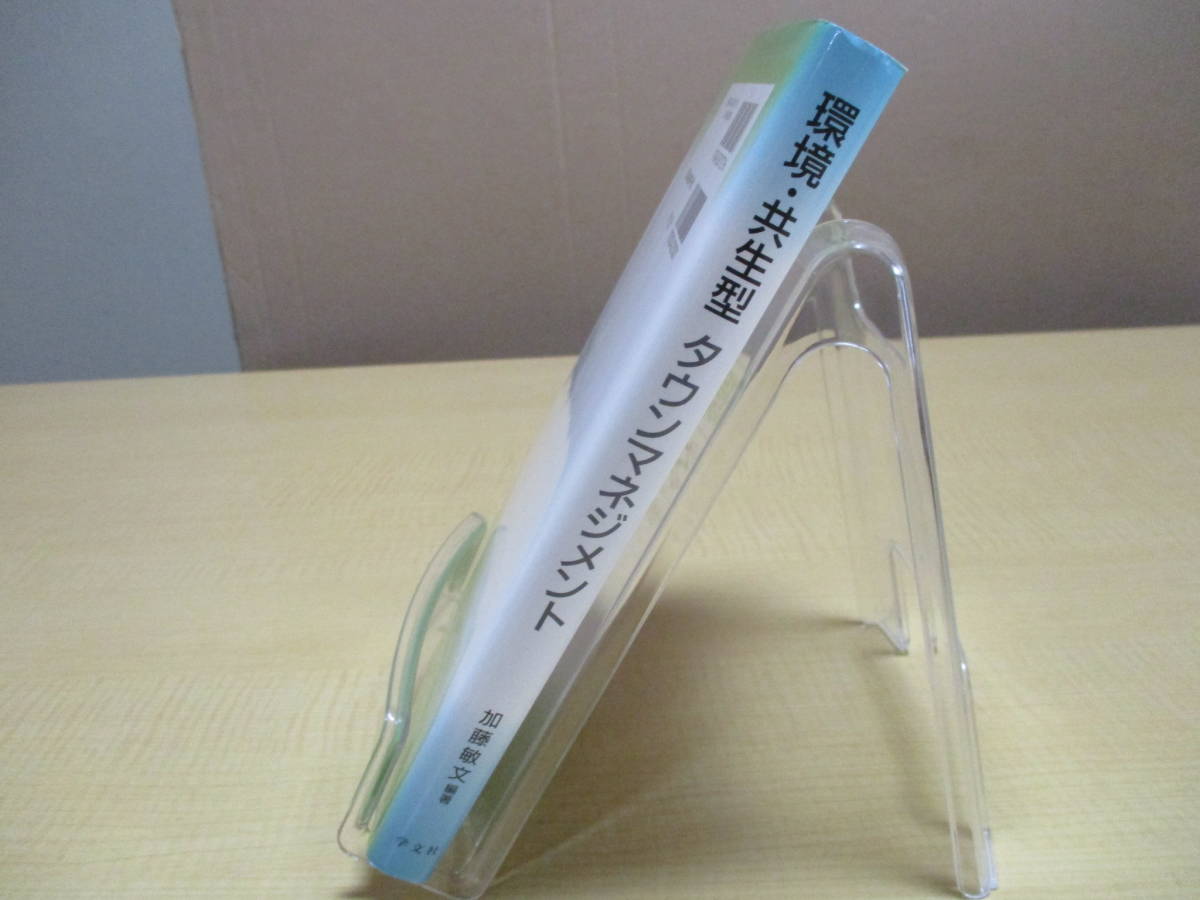 環境・共生型 タウンマネジメント
加藤敏文 編著
学文社